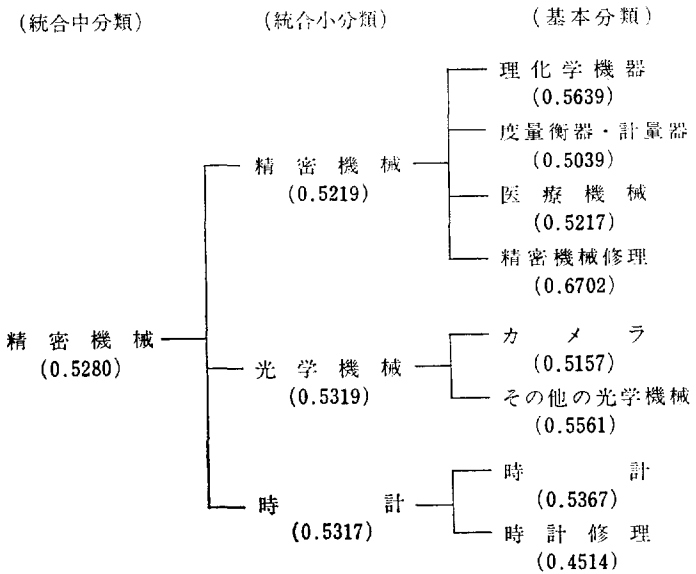 (統合中分類) (統合小分類) (基本分類)
理化学機器
(0.5639)
度量衡器・計量器
(0.5039)
精密機械
(0.5219)
医療機械
(0.5217)
精密機械修理
(0.6702)
精密機械
(0.5280)
カメラ
(0.5157)
光学機械
(0.5319)
その他の光学機械
(0.5561)
時計
(0.5367)
時計
(0.5317)
時計修理
(0.4514)